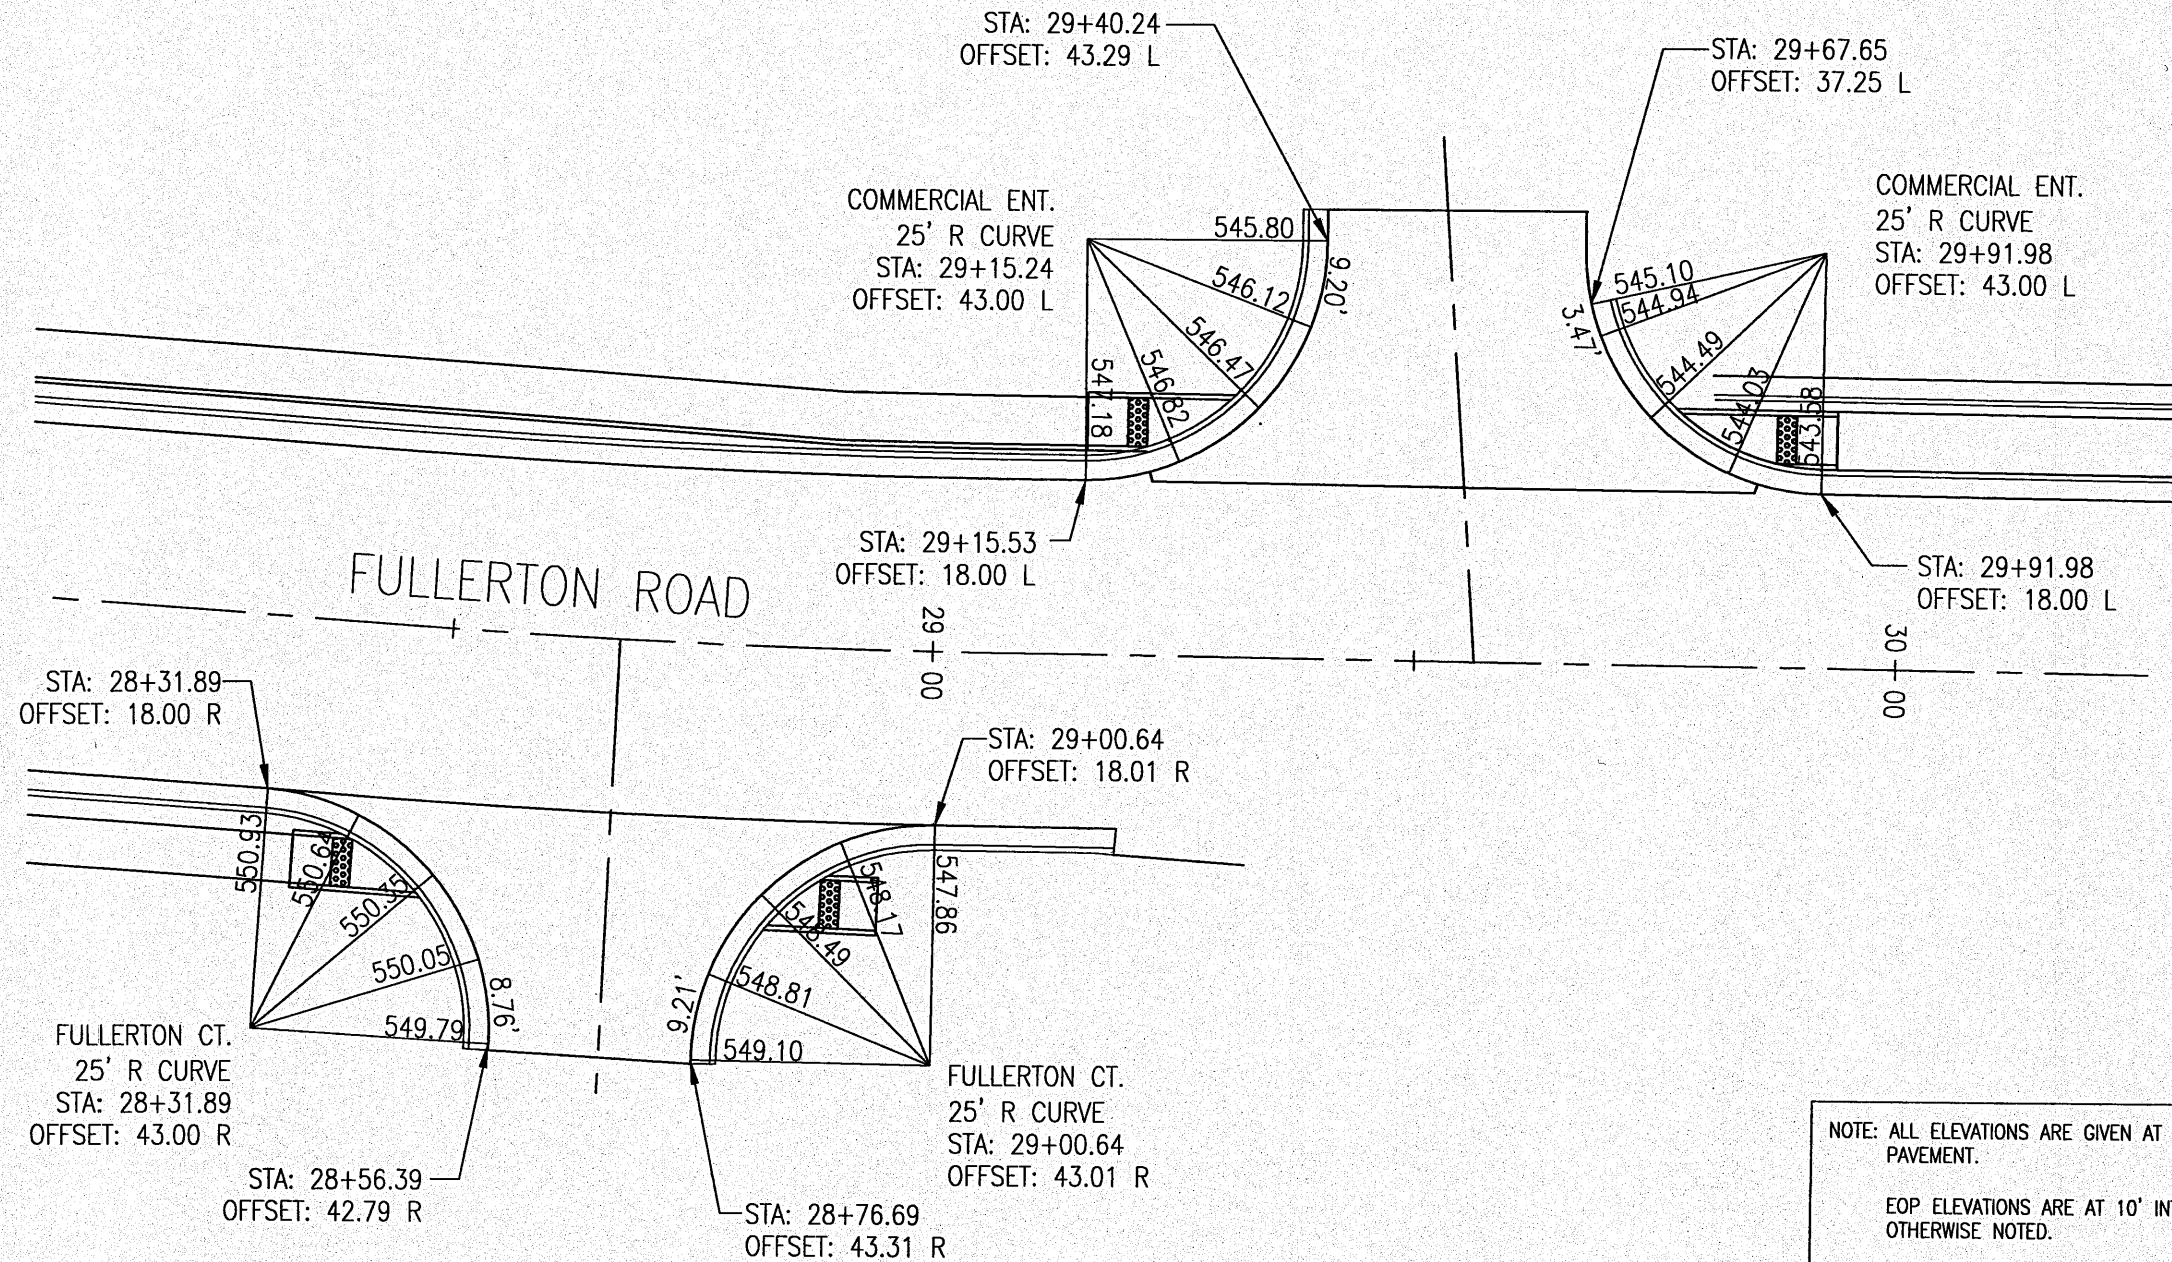 STA: 29+40.24
OFFSET: 43.29 L
STA: 29+67.65
OFFSET: 37.25 L
COMMERCIAL ENT.
25' R CURVE
STA: 29+15.24
OFFSET: 43.00 L
COMMERCIAL ENT.
25' R CURVE
STA: 29+91.98
OFFSET: 43.00 L
545.80
546.12
546.47
546.82
547.18
9.20'
545.10
544.94
544.49
544.03
543.58
3.47'
STA: 29+15.53
OFFSET: 18.00 L
STA: 29+91.98
OFFSET: 18.00 L
FULLERTON ROAD
29+00
30+00
STA: 28+31.89
OFFSET: 18.00 R
STA: 29+00.64
OFFSET: 18.01 R
550.93
550.64
550.35
550.05
549.79
8.76'
547.86
548.17
548.49
548.81
549.10
9.21'
FULLERTON CT.
25' R CURVE
STA: 28+31.89
OFFSET: 43.00 R
FULLERTON CT.
25' R CURVE
STA: 29+00.64
OFFSET: 43.01 R
STA: 28+56.39
OFFSET: 42.79 R
STA: 28+76.69
OFFSET: 43.31 R
NOTE: ALL ELEVATIONS ARE GIVEN AT
PAVEMENT.
EOP ELEVATIONS ARE AT 10' IN
OTHERWISE NOTED.